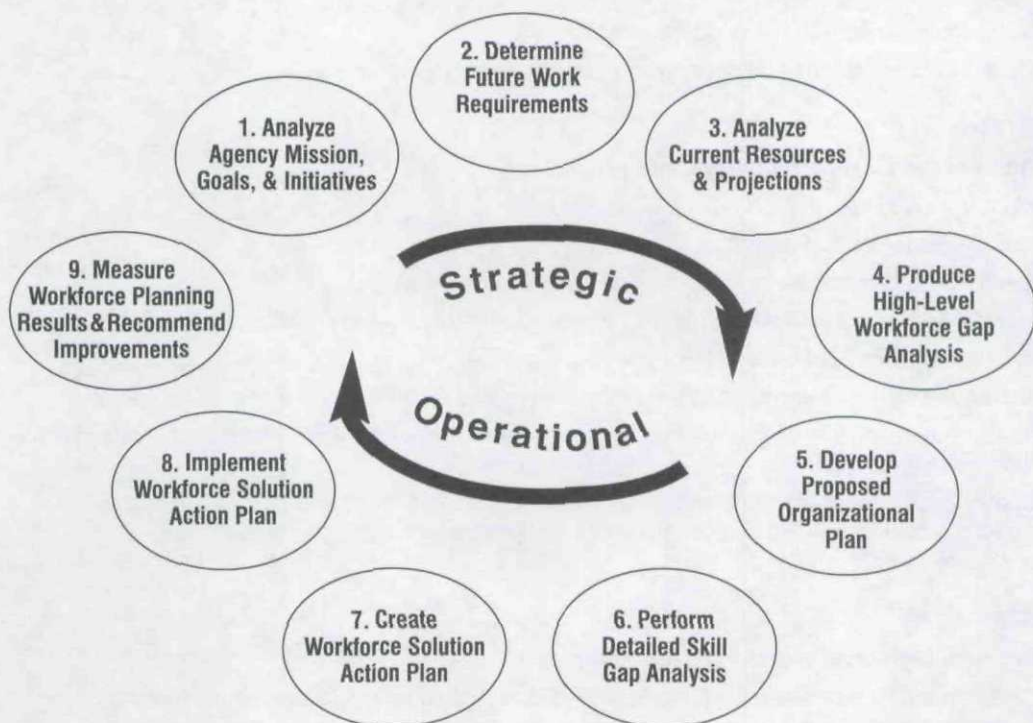 1. Analyze
Agency Mission,
Goals, & Initiatives
2. Determine
Future Work
Requirements
3. Analyze
Current Resources
& Projections
4. Produce
High-Level
Workforce Gap
Analysis
5. Develop
Proposed
Organizational
Plan
6. Perform
Detailed Skill
Gap Analysis
7. Create
Workforce Solution
Action Plan
8. Implement
Workforce Solution
Action Plan
9. Measure
Workforce Planning
Results & Recommend
Improvements
Strategic
Operational